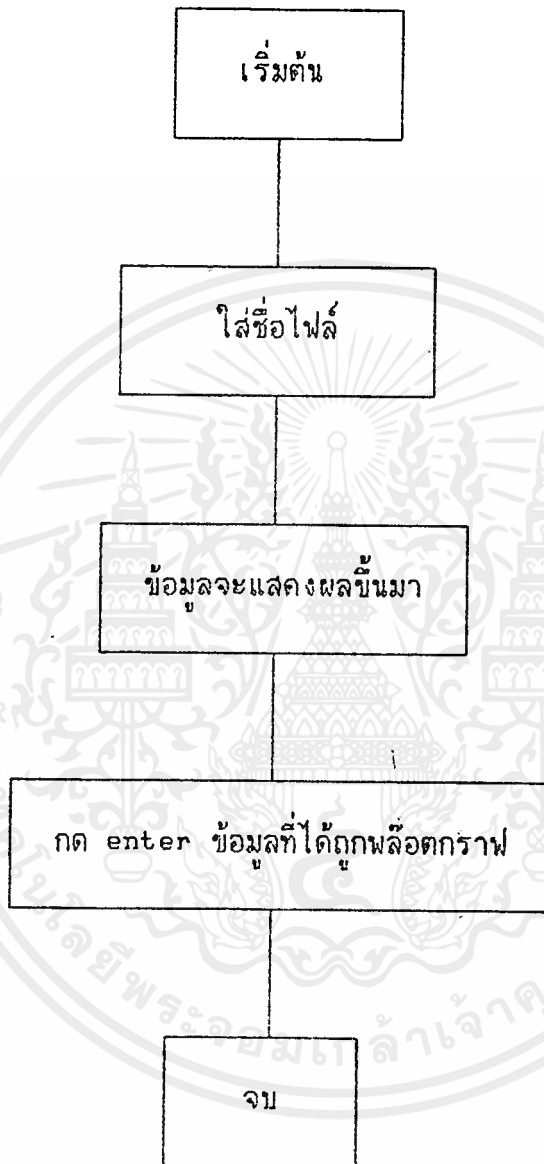 เริ่มต้น
ใส่ชื่อไฟล์
ข้อมูลจะแสดงผลขึ้นมา
กด enter ข้อมูลที่ได้ถูกพล๊อตกราฟ
จบ